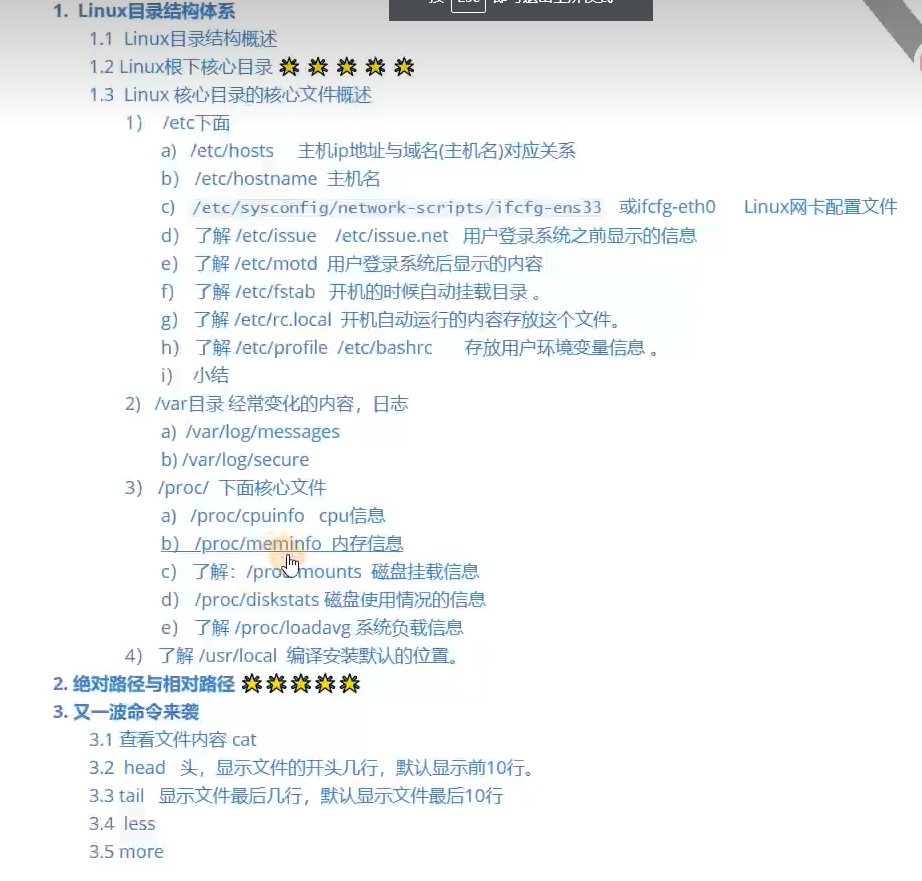 1. Linux目录结构体系
1.1 Linux目录结构概述
1.2 Linux根下核心目录
1.3 Linux 核心目录的核心文件概述
1) /etc下面
a) /etc/hosts 主机ip地址与域名(主机名)对应关系
b) /etc/hostname 主机名
c) /etc/sysconfig/network-scripts/ifcfg-ens33 或ifcfg-eth0 Linux网卡配置文件
d) 了解 /etc/issue /etc/issue.net 用户登录系统之前显示的信息
e) 了解 /etc/motd 用户登录系统后显示的内容
f) 了解 /etc/fstab 开机的时候自动挂载目录 。
g) 了解 /etc/rc.local 开机自动运行的内容存放这个文件。
h) 了解 /etc/profile /etc/bashrc 存放用户环境变量信息 。
i) 小结
2) /var目录 经常变化的内容，日志
a) /var/log/messages
b) /var/log/secure
3) /proc/ 下面核心文件
a) /proc/cpuinfo cpu信息
b) /proc/meminfo 内存信息
c) 了解：/proc/mounts 磁盘挂载信息
d) /proc/diskstats 磁盘使用情况的信息
e) 了解 /proc/loadavg 系统负载信息
4) 了解 /usr/local 编译安装默认的位置。
2. 绝对路径与相对路径
3. 又一波命令来袭
3.1 查看文件内容 cat
3.2 head 头，显示文件的开头几行，默认显示前10行。
3.3 tail 显示文件最后几行，默认显示文件最后10行
3.4 less
3.5 more